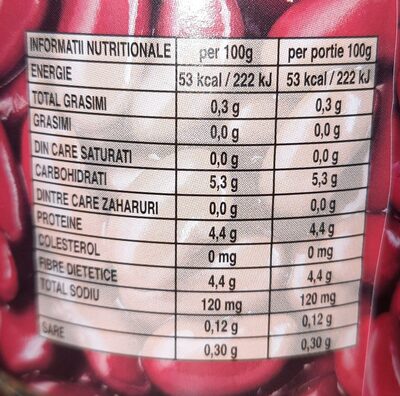 INFORMATII NUTRITIONALE per 100g per portie 100g
ENERGIE 53 kcal / 222 kJ 53 kcal / 222 kJ
TOTAL GRASIMI 0,3 g 0,3 g
GRASIMI 0,0 g 0,0 g
DIN CARE SATURATI 0,0 g 0,0 g
CARBOHIDRATI 5,3 g 5,3 g
DINTRE CARE ZAHARURI 0,0 g 0,0 g
PROTEINE 4,4 g 4,4 g
COLESTEROL 0 mg 0 mg
FIBRE DIETETICE 4,4 g 4,4 g
TOTAL SODIU 120 mg 120 mg
0,12 g 0,12 g
SARE 0,30 g 0,30 g